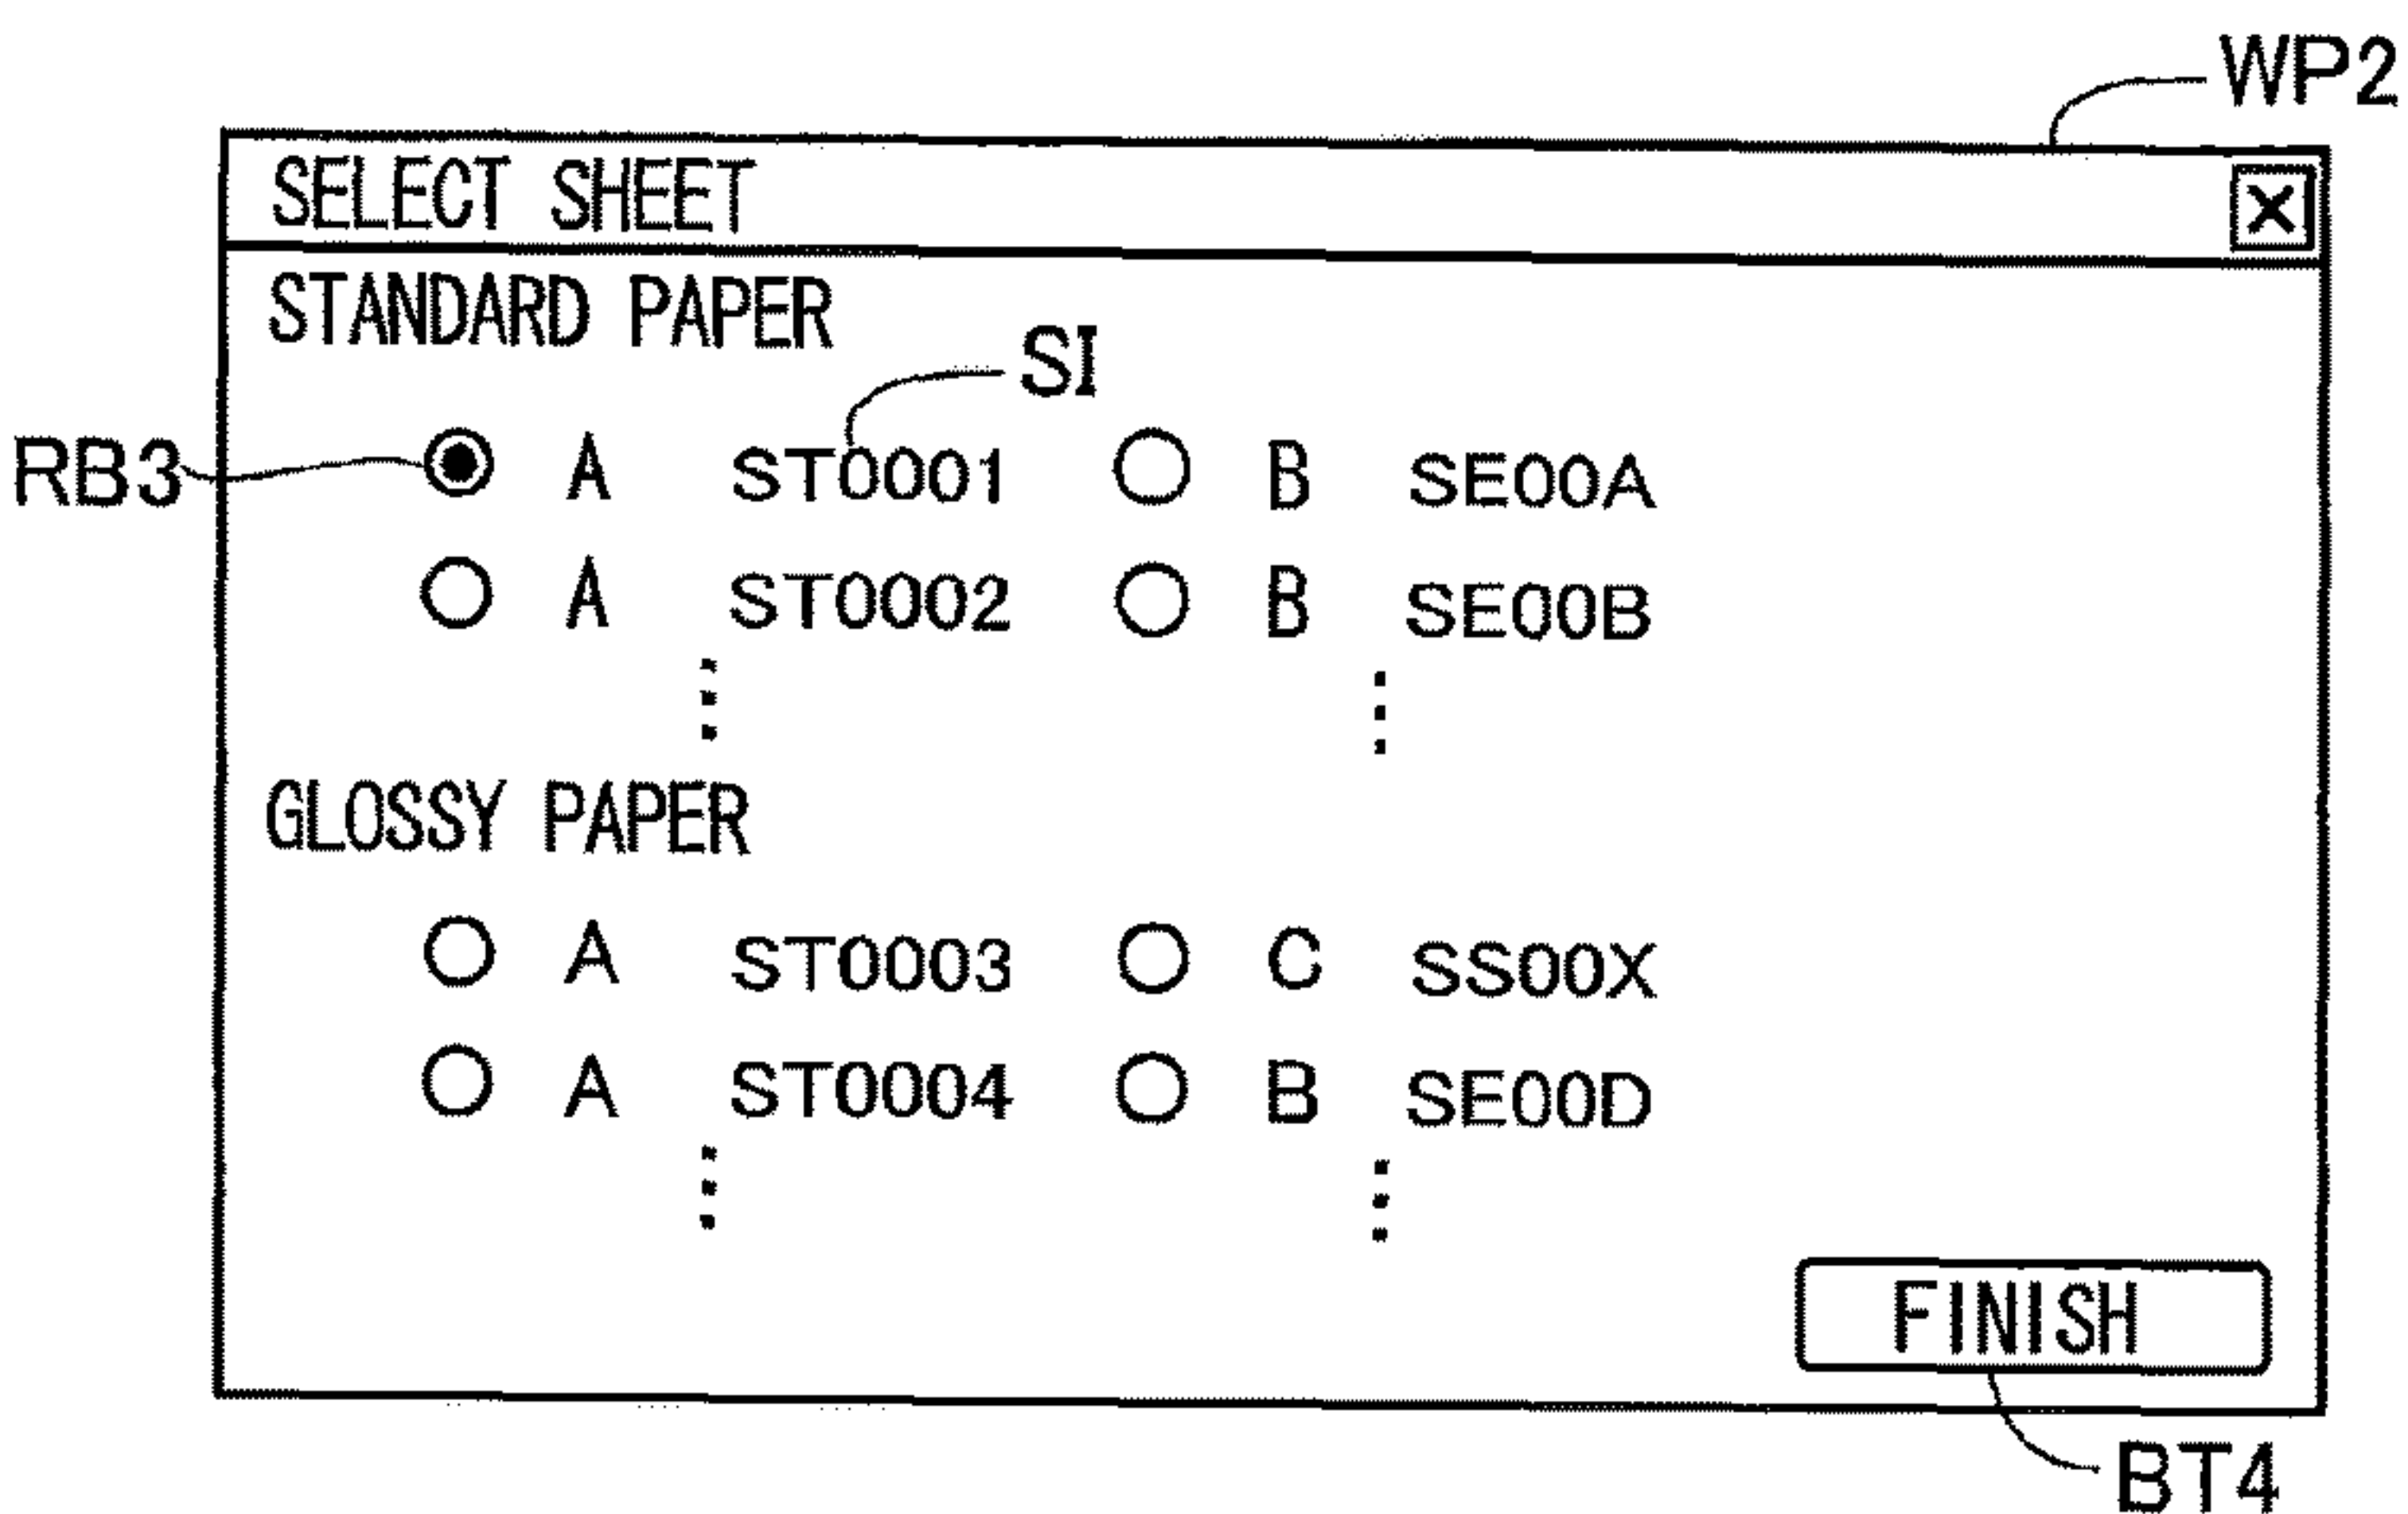 WP2
SELECT SHEET X
STANDARD PAPER
SI
RB3 A ST0001 B SE00A
A ST0002 B SE00B
GLOSSY PAPER
A ST0003 C SS00X
A ST0004 B SE00D
FINISH
BT4